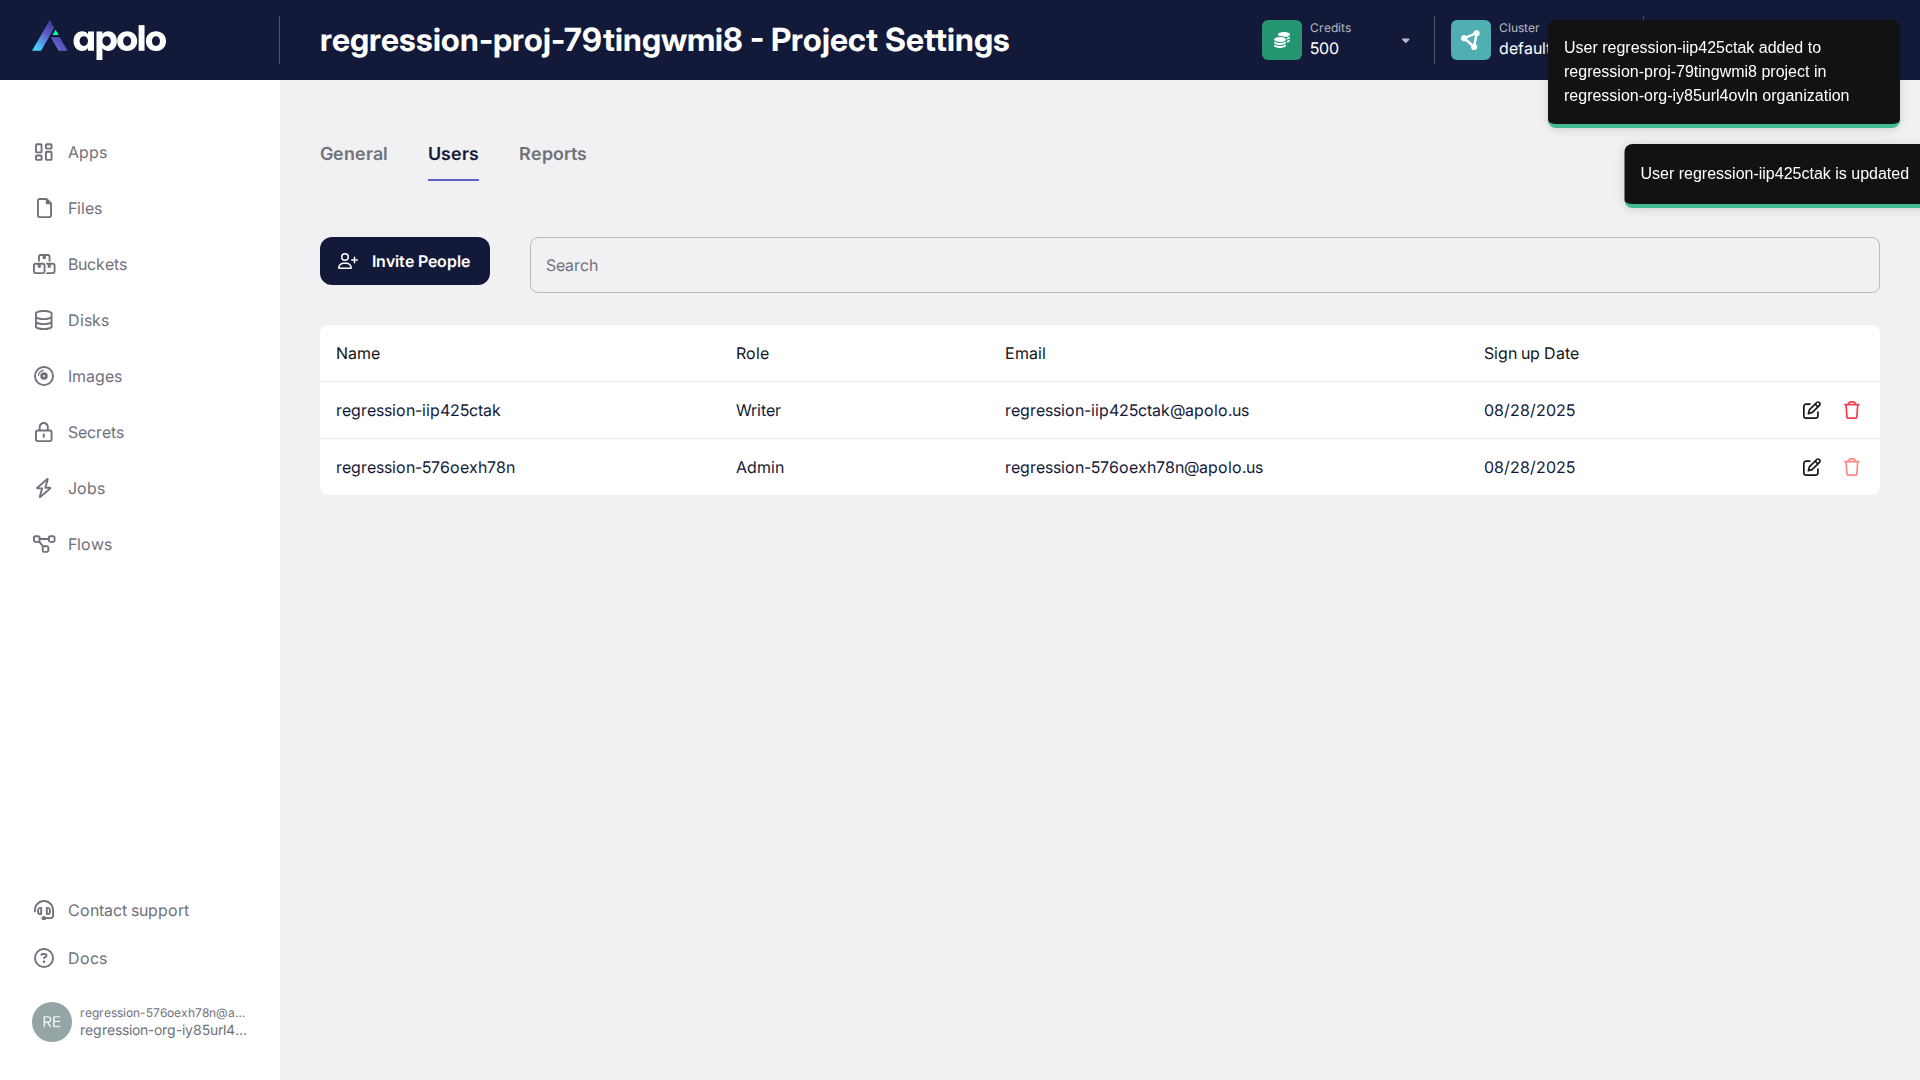 apolo
regression-proj-79tingwmi8 - Project Settings
Credits
500
Cluster
default
User regression-iip425ctak added to
regression-proj-79tingwmi8 project in
regression-org-iy85url4ovln organization
User regression-iip425ctak is updated
Apps
Files
Buckets
Disks
Images
Secrets
Jobs
Flows
General
Users
Reports
Invite People
Search
Name Role Email Sign up Date
regression-iip425ctak Writer regression-iip425ctak@apolo.us 08/28/2025
regression-576oexh78n Admin regression-576oexh78n@apolo.us 08/28/2025
Contact support
Docs
RE
regression-576oexh78n@a...
regression-org-iy85url4...